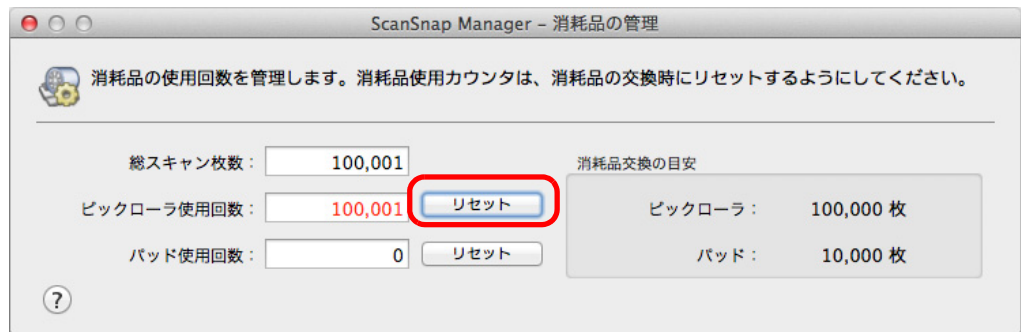 ScanSnap Manager – 消耗品の管理
消耗品の使用回数を管理します。消耗品使用カウンタは、消耗品の交換時にリセットするようにしてください。
総スキャン枚数： 100,001
消耗品交換の目安
ピックローラ使用回数： 100,001 リセット
ピックローラ： 100,000 枚
パッド使用回数： 0 リセット
パッド： 10,000 枚
?